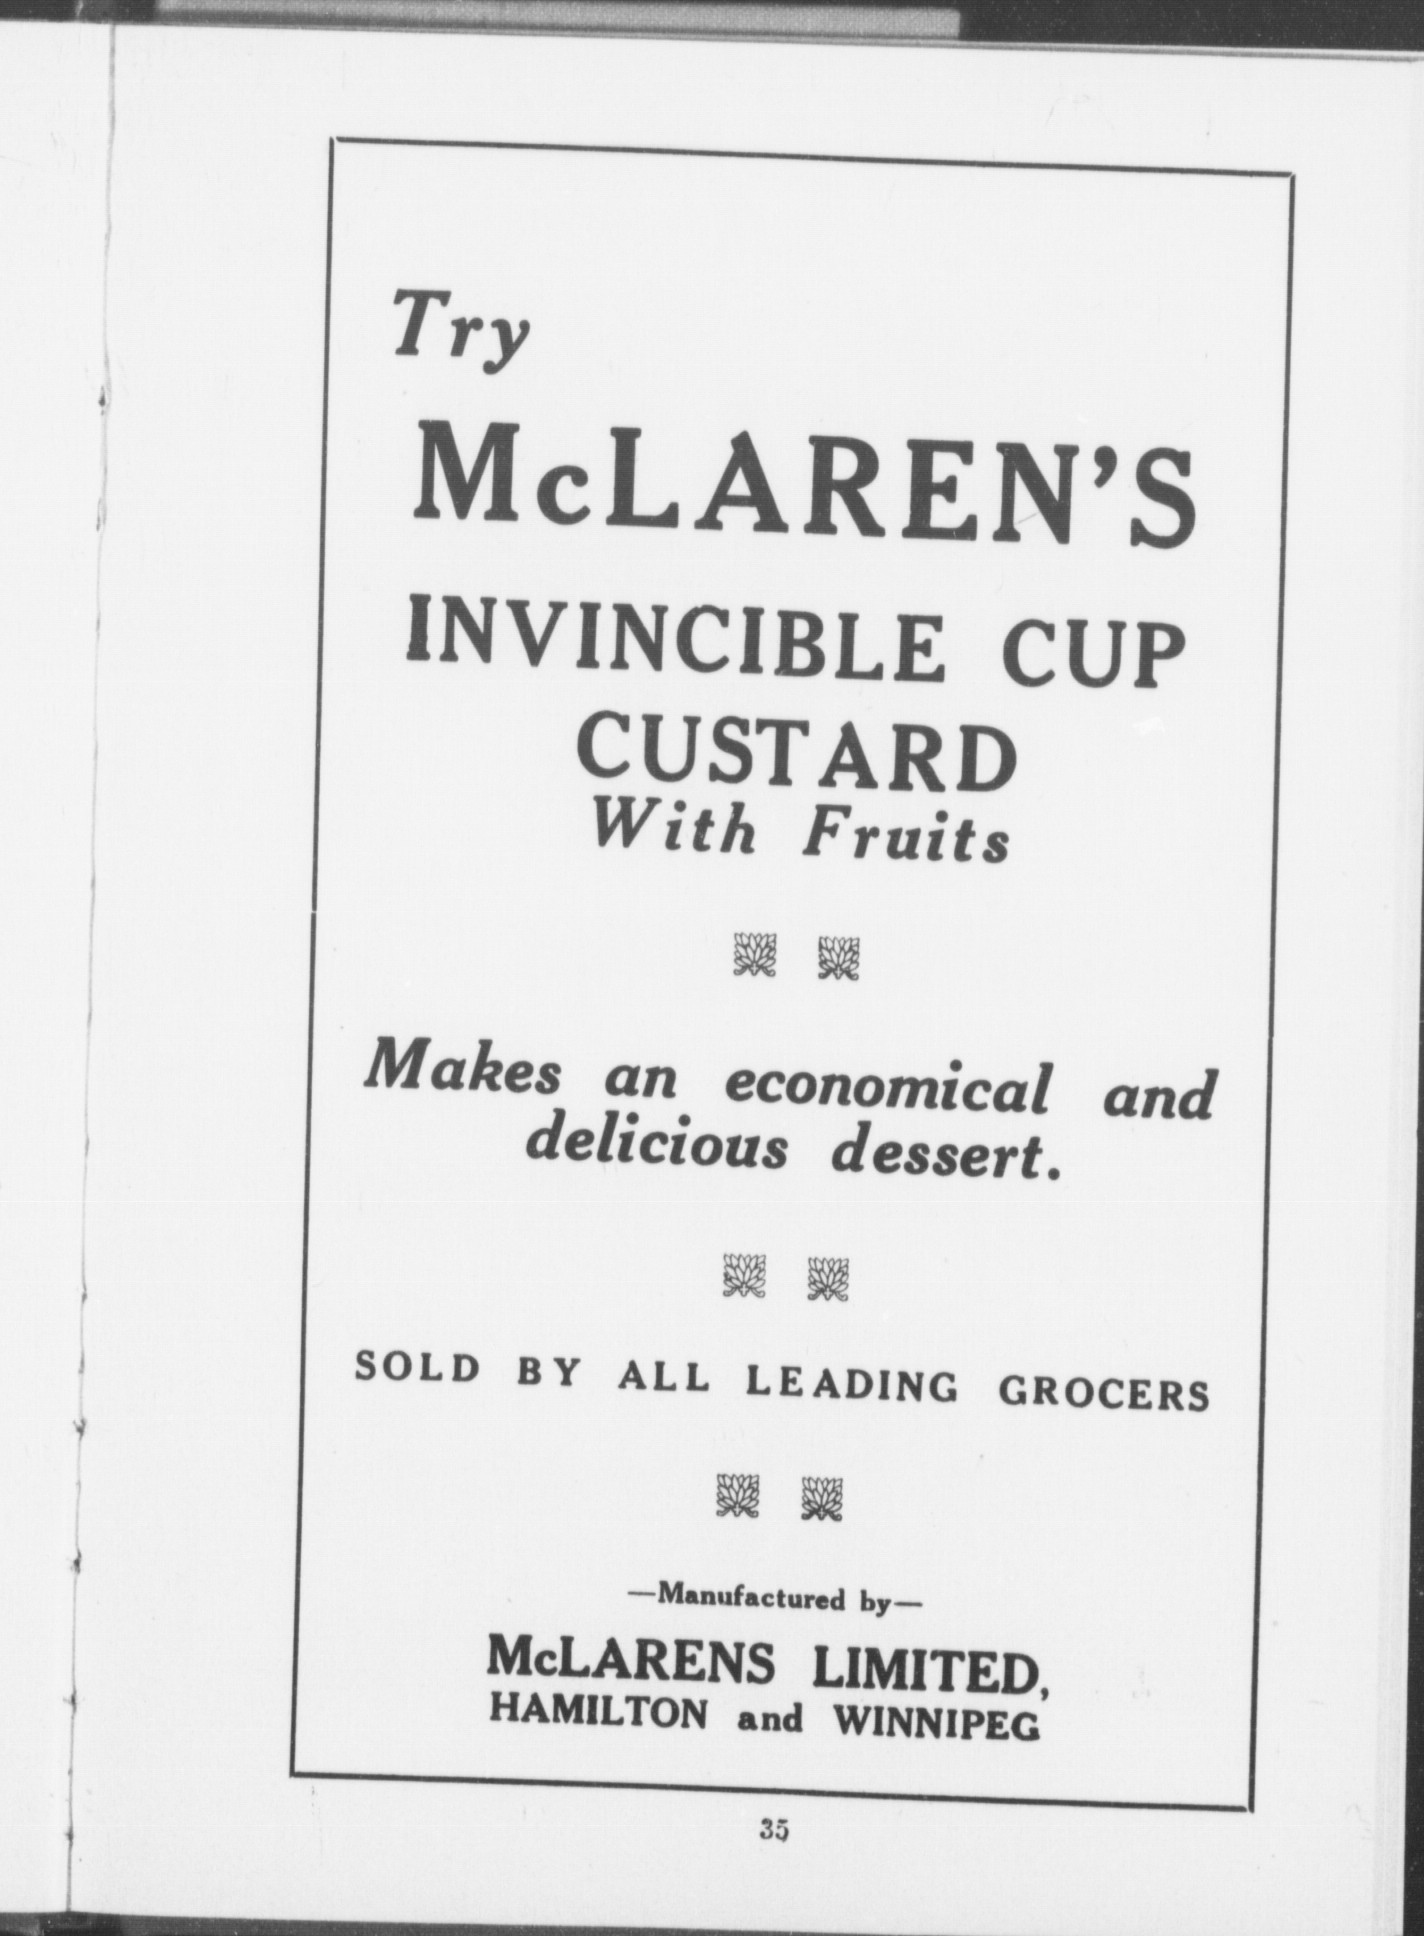 Try
McLAREN'S
INVINCIBLE CUP
CUSTARD
With Fruits
Makes an economical and
delicious dessert.
SOLD BY ALL LEADING GROCERS
—Manufactured by—
McLARENS LIMITED,
HAMILTON and WINNIPEG
35